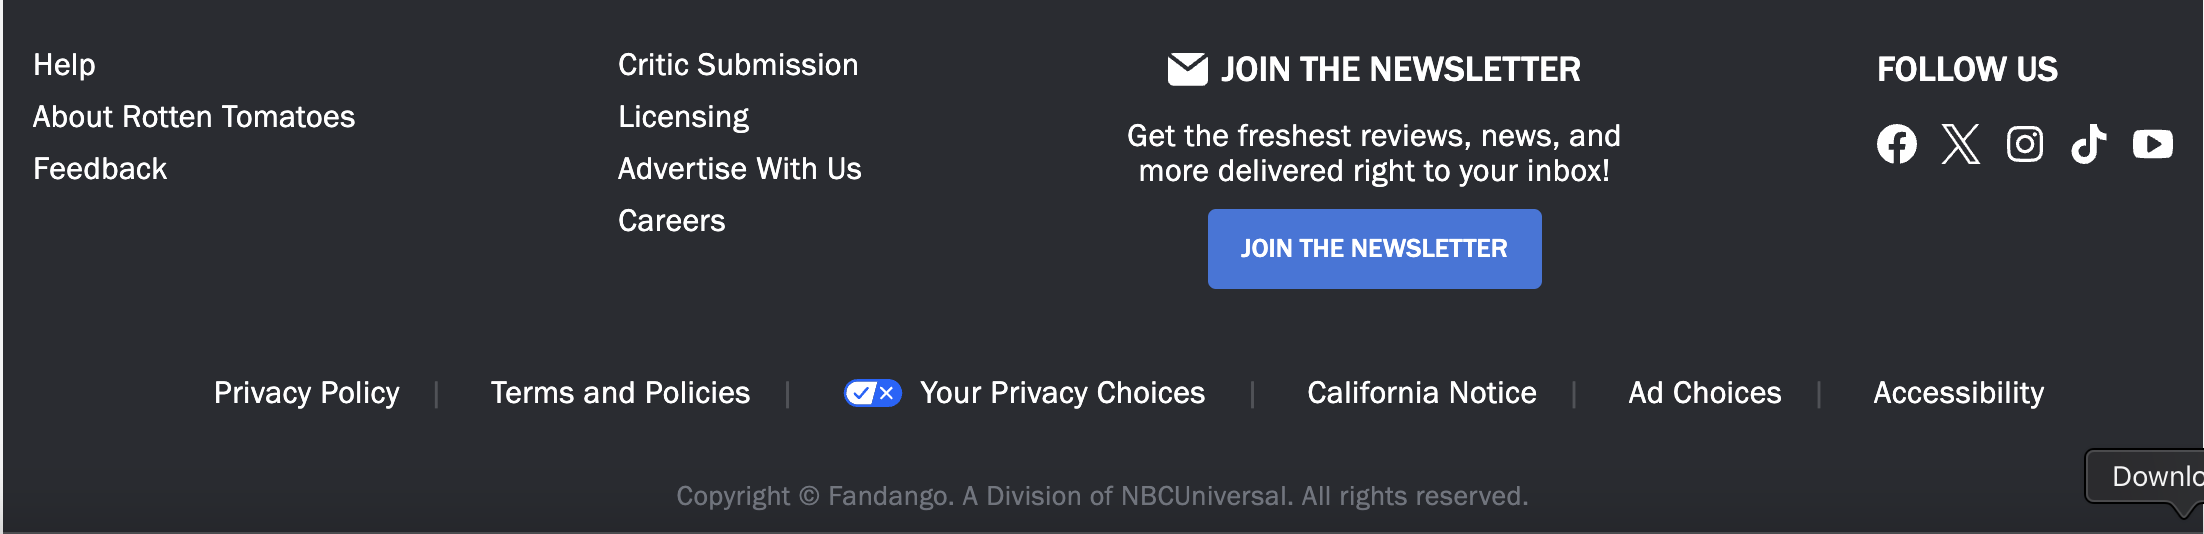 Help
About Rotten Tomatoes
Feedback
Critic Submission
Licensing
Advertise With Us
Careers
JOIN THE NEWSLETTER
Get the freshest reviews, news, and
more delivered right to your inbox!
JOIN THE NEWSLETTER
FOLLOW US
Privacy Policy | Terms and Policies | Your Privacy Choices | California Notice | Ad Choices | Accessibility
Copyright © Fandango. A Division of NBCUniversal. All rights reserved.
Downlo